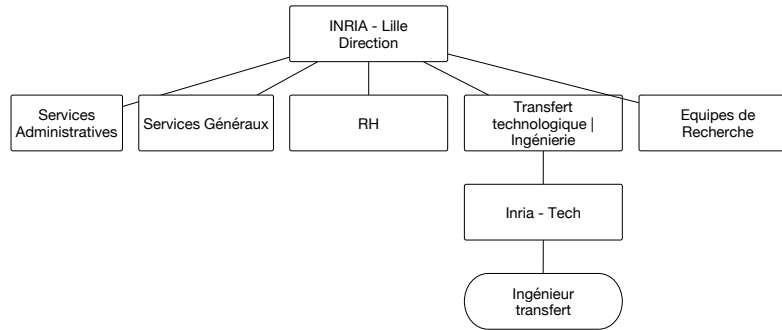 INRIA - Lille
Direction
Services
Administratives
Services Généraux
RH
Transfert
technologique |
Ingénierie
Equipes de
Recherche
Inria - Tech
Ingénieur
transfert